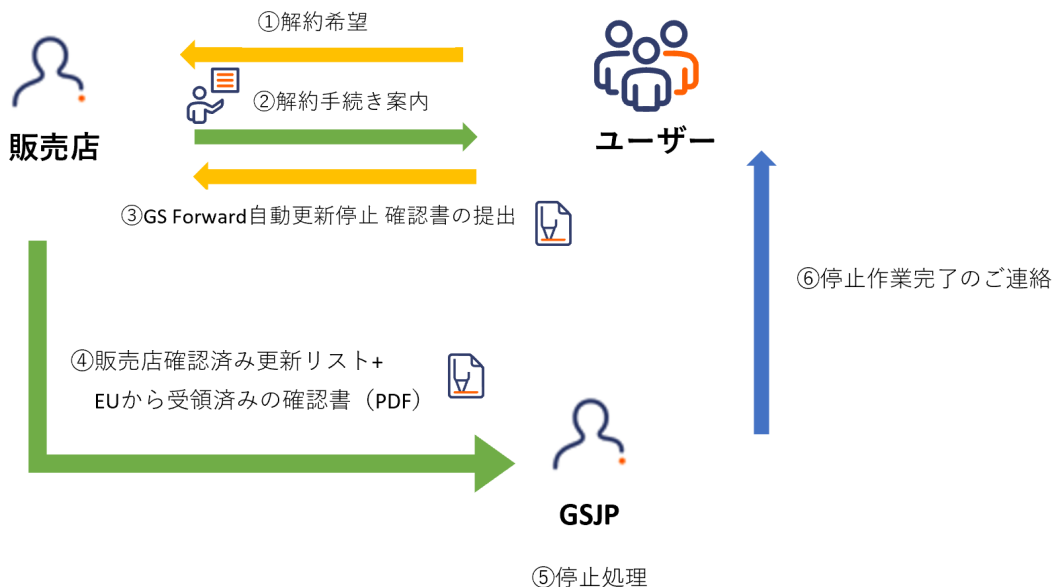 ①解約希望
②解約手続き案内
販売店
ユーザー
③GS Forward自動更新停止 確認書の提出
⑥停止作業完了のご連絡
④販売店確認済み更新リスト+
EUから受領済みの確認書（PDF）
GSJP
⑤停止処理